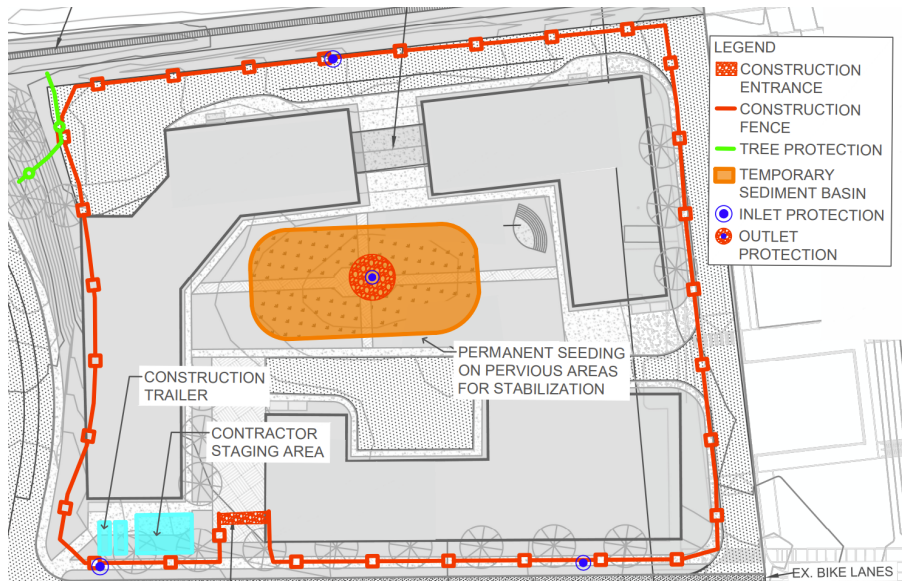 LEGEND
CONSTRUCTION
ENTRANCE
CONSTRUCTION
FENCE
TREE PROTECTION
TEMPORARY
SEDIMENT BASIN
INLET PROTECTION
OUTLET
PROTECTION
PERMANENT SEEDING
ON PERVIOUS AREAS
FOR STABILIZATION
CONSTRUCTION
TRAILER
CONTRACTOR
STAGING AREA
EX. BIKE LANES